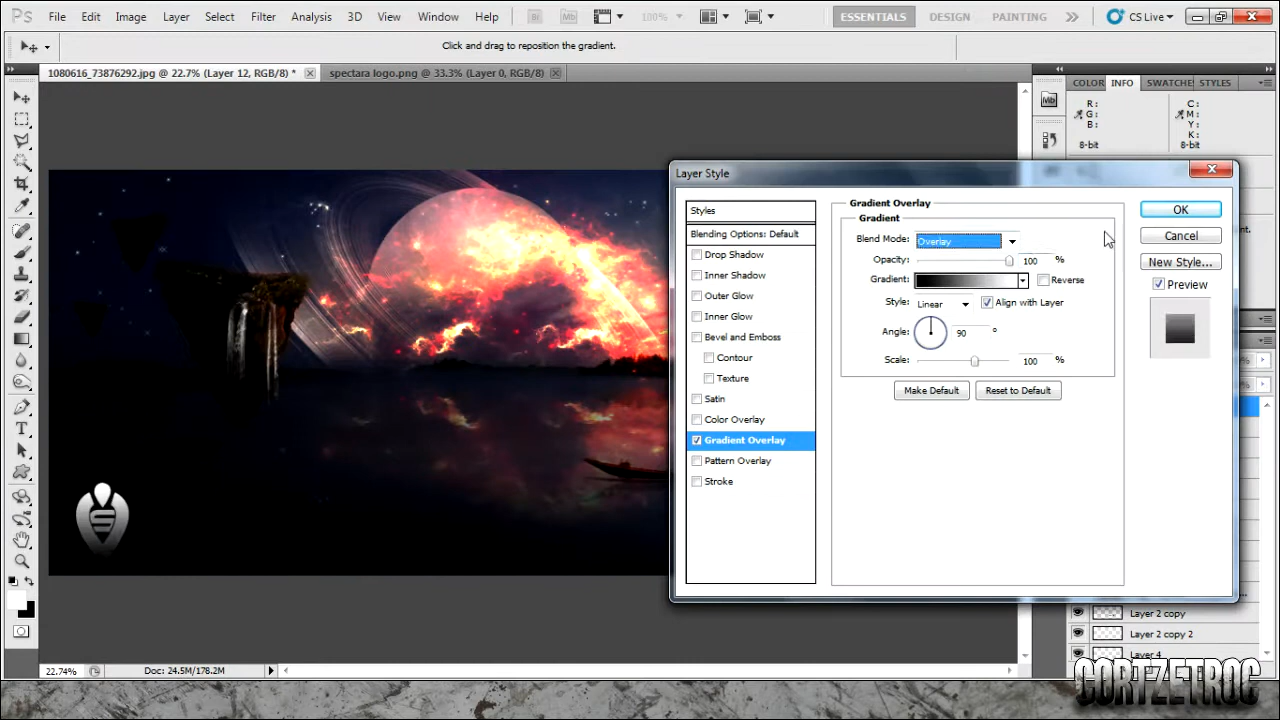 Ps File Edit Image Layer Select Filter Analysis 3D View Window Help Br Mb 100% ESSENTIALS DESIGN PAINTING CS Live
Click and drag to reposition the gradient.
1080616_73876292.jpg @ 22.7% (Layer 12, RGB/8) * spectara logo.png @ 33.3% (Layer 0, RGB/8)
COLOR INFO SWATCHES STYLES
Mb
R: C:
G: M:
B: Y:
K:
8-bit 8-bit
Layer Style
Styles
Blending Options: Default
Drop Shadow
Inner Shadow
Outer Glow
Inner Glow
Bevel and Emboss
Contour
Texture
Satin
Color Overlay
Gradient Overlay
Pattern Overlay
Stroke
Gradient Overlay
Gradient
Blend Mode: Overlay
Opacity: 100 %
Gradient: Reverse
Style: Linear Align with Layer
Angle: 90 °
Scale: 100 %
Make Default Reset to Default
OK
Cancel
New Style...
Preview
Layer 2 copy
Layer 2 copy 2
Layer 4
22.74% Doc: 24.5M/178.2M
CORTZETROC